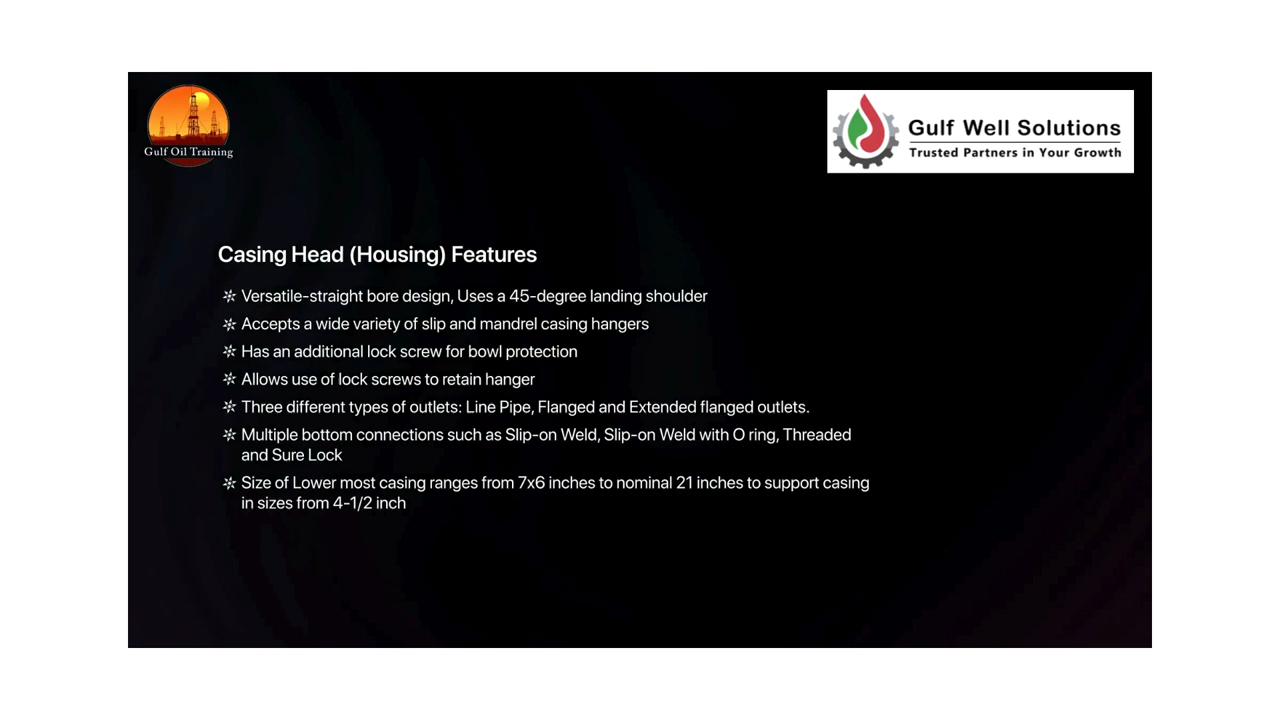 Gulf Oil Training
Gulf Well Solutions
Trusted Partners in Your Growth
Casing Head (Housing) Features
Versatile-straight bore design, Uses a 45-degree landing shoulder
Accepts a wide variety of slip and mandrel casing hangers
Has an additional lock screw for bowl protection
Allows use of lock screws to retain hanger
Three different types of outlets: Line Pipe, Flanged and Extended flanged outlets.
Multiple bottom connections such as Slip-on Weld, Slip-on Weld with O ring, Threaded
and Sure Lock
Size of Lower most casing ranges from 7x6 inches to nominal 21 inches to support casing
in sizes from 4-1/2 inch